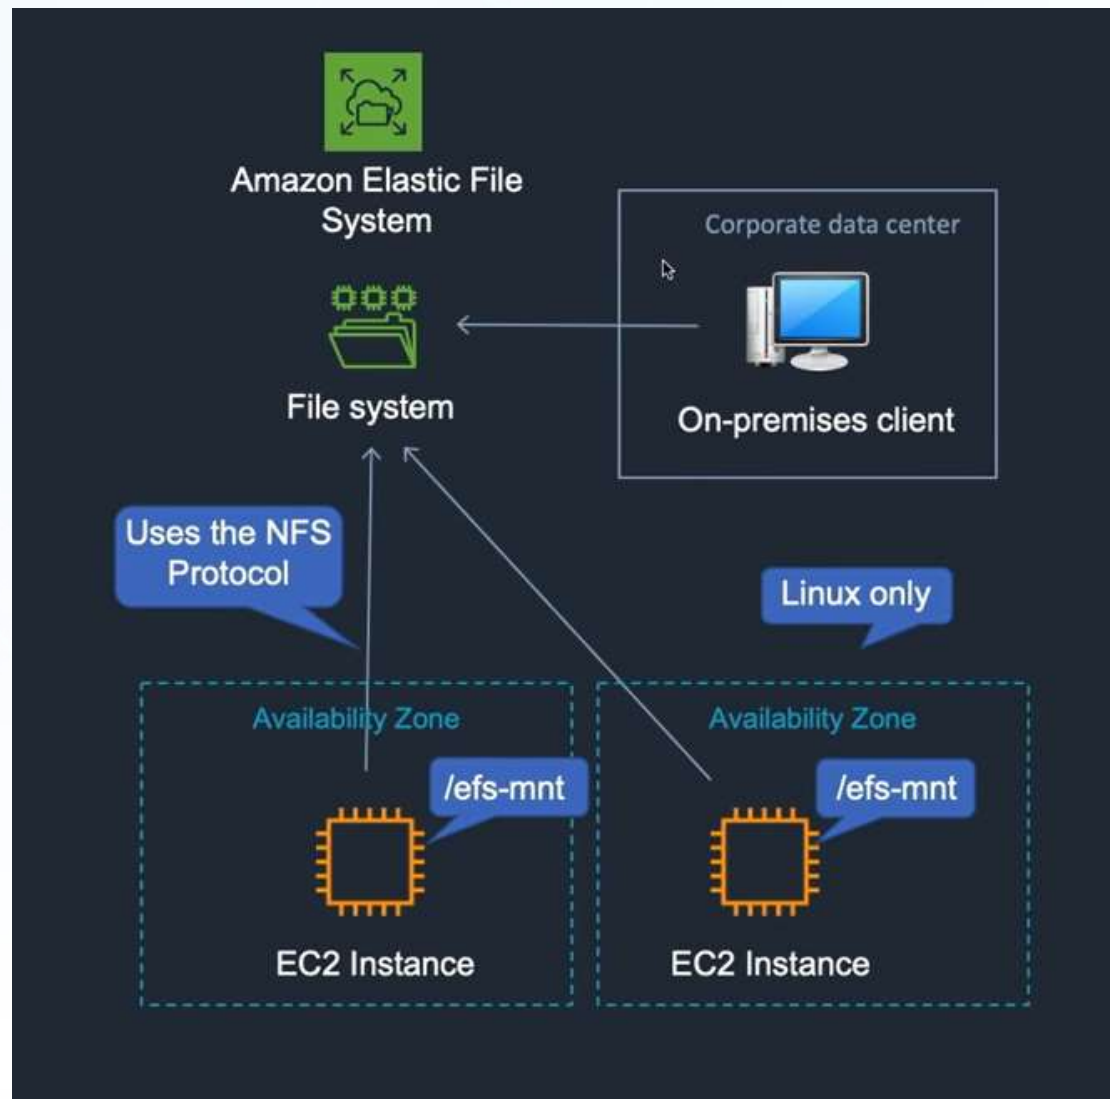 Amazon Elastic File
System
Corporate data center
File system
On-premises client
Uses the NFS
Protocol
Linux only
Availability Zone
Availability Zone
/efs-mnt
/efs-mnt
EC2 Instance
EC2 Instance